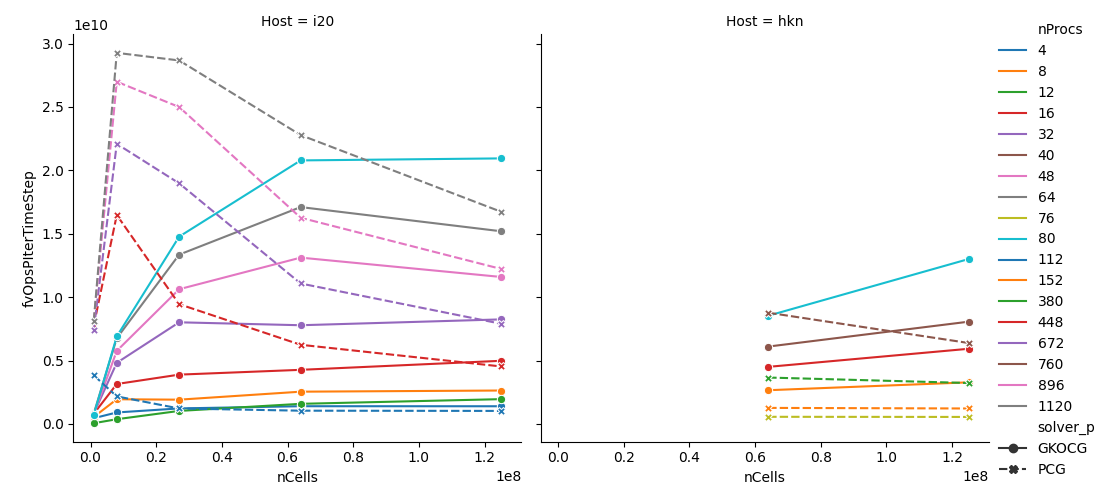 Host = i20
Host = hkn
1e10
3.0
2.5
2.0
1.5
1.0
0.5
0.0
fvOpsPIterTimeStep
0.0 0.2 0.4 0.6 0.8 1.0 1.2
1e8
nCells
0.0 0.2 0.4 0.6 0.8 1.0 1.2
1e8
nCells
nProcs
4
8
12
16
32
40
48
64
76
80
112
152
380
448
672
760
896
1120
solver_p
GKOCG
PCG